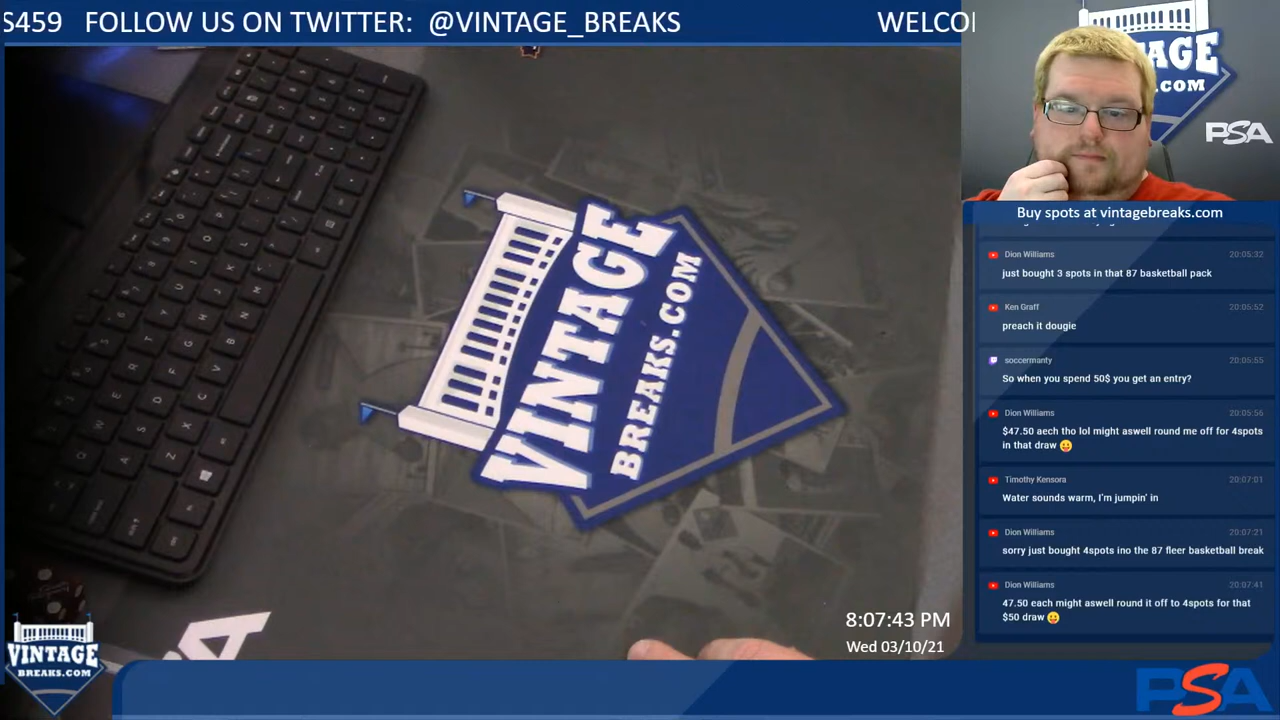 S459 FOLLOW US ON TWITTER: @VINTAGE_BREAKS WELCO
VINTAGE
BREAKS.COM
AGE
.COM
PSA
Buy spots at vintagebreaks.com
Dion Williams 20:05:32
just bought 3 spots in that 87 basketball pack
Ken Graff 20:05:52
preach it dougie
soccermanty 20:05:55
So when you spend 50$ you get an entry?
Dion Williams 20:05:56
$47.50 aech tho lol might aswell round me off for 4spots
in that draw 😛
Timothy Kensora 20:07:01
Water sounds warm, I'm jumpin' in
Dion Williams 20:07:21
sorry just bought 4spots ino the 87 fleer basketball break
Dion Williams 20:07:41
47.50 each might aswell round it off to 4spots for that
$50 draw 😛
8:07:43 PM
Wed 03/10/21
VINTAGE
BREAKS.COM
A
PSA